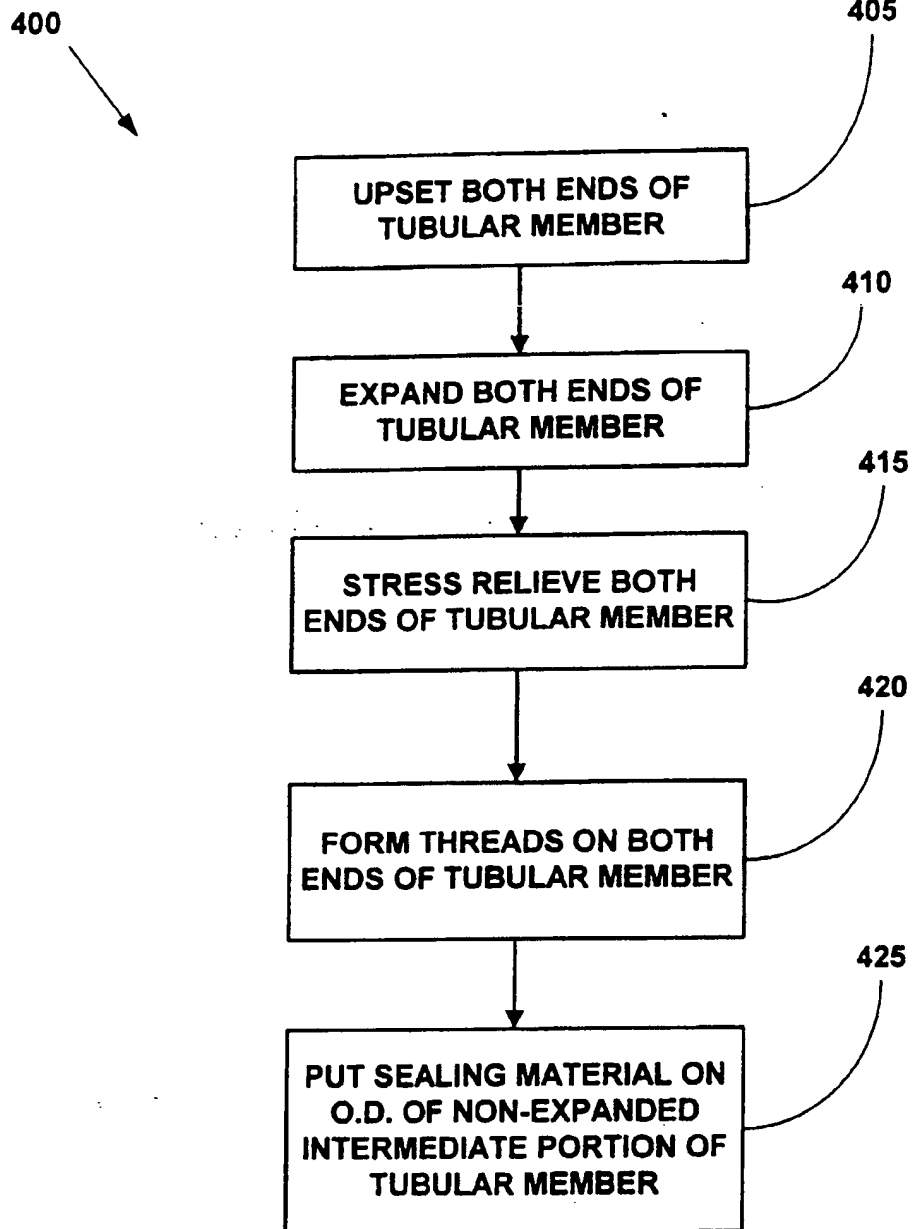 400
405
UPSET BOTH ENDS OF
TUBULAR MEMBER
410
EXPAND BOTH ENDS OF
TUBULAR MEMBER
415
STRESS RELIEVE BOTH
ENDS OF TUBULAR MEMBER
420
FORM THREADS ON BOTH
ENDS OF TUBULAR MEMBER
425
PUT SEALING MATERIAL ON
O.D. OF NON-EXPANDED
INTERMEDIATE PORTION OF
TUBULAR MEMBER